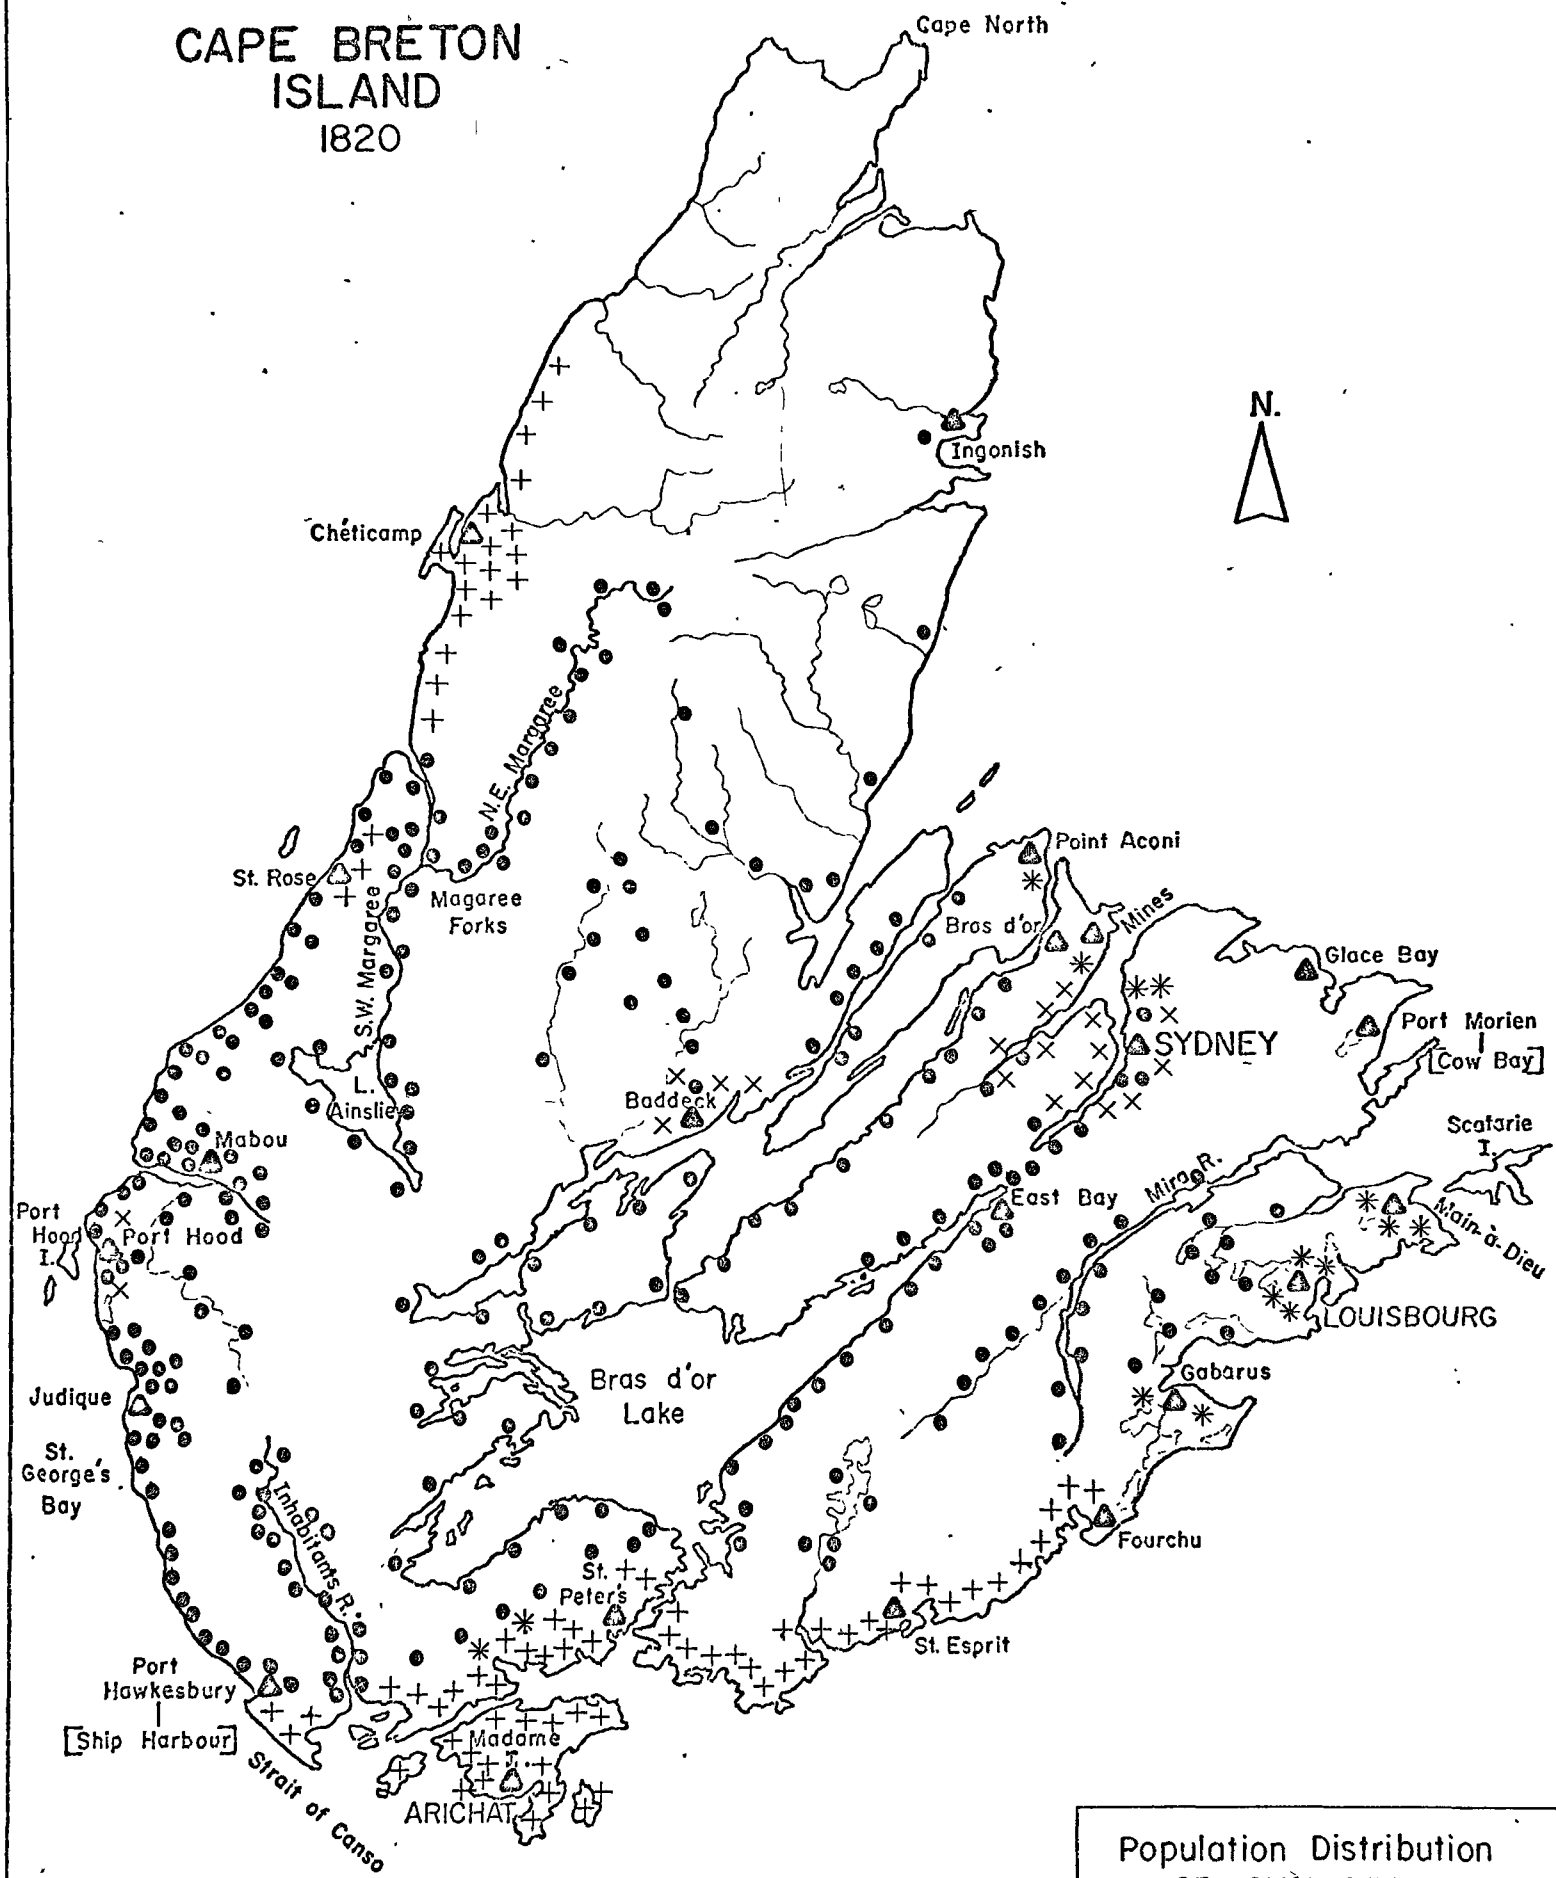 CAPE BRETON
ISLAND
1820
Cape North
N.
Ingonish
Chéticamp
N.E. Margaree
Point Aconi
St. Rose
Magaree
Forks
S.W. Margaree
Bras d'or
Mines
Glace Bay
Port Morien
[Cow Bay]
SYDNEY
L.
Ainslie
Baddeck
Scatarie
I.
Mabou
East Bay
Mira R.
Main-à-Dieu
Port
Hood
I.
Port Hood
LOUISBOURG
Gabarus
Judique
Bras d'or
Lake
St.
George's
Bay
Inhabitants R.
Fourchu
St.
Peter's
St. Esprit
Port
Hawkesbury
[Ship Harbour]
Madame
I.
ARICHAT
Strait of Canso
Population Distribution